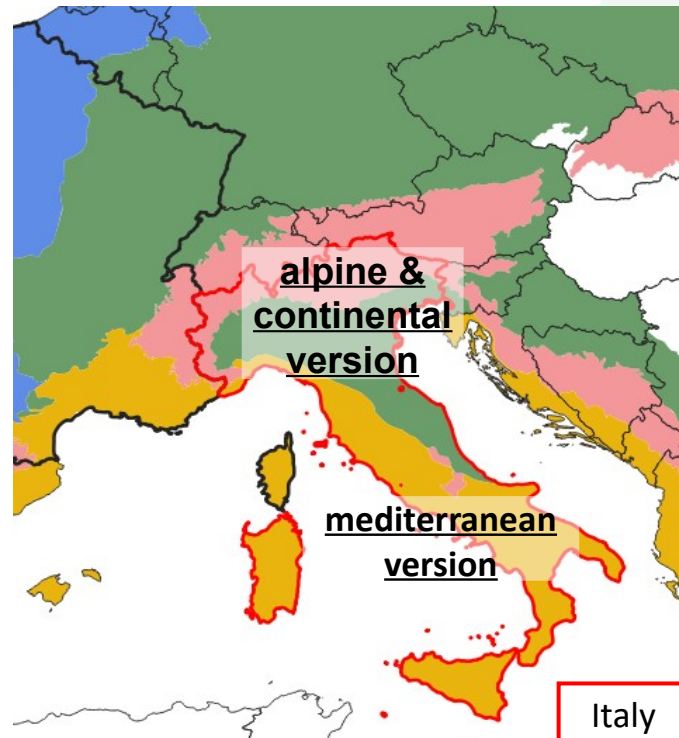 alpine &
continental
version
mediterranean
version
Italy